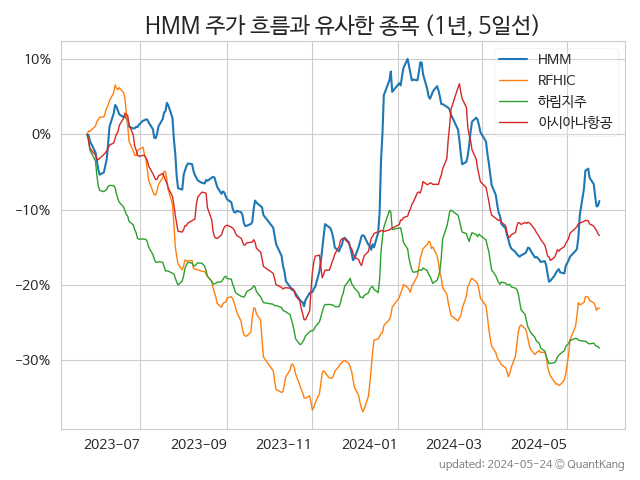 HMM 주가 흐름과 유사한 종목 (1년, 5일선)
HMM
RFHIC
하림지주
아시아나항공
10%
0%
−10%
−20%
−30%
2023-07
2023-09
2023-11
2024-01
2024-03
2024-05
updated: 2024-05-24 ⓒ QuantKang